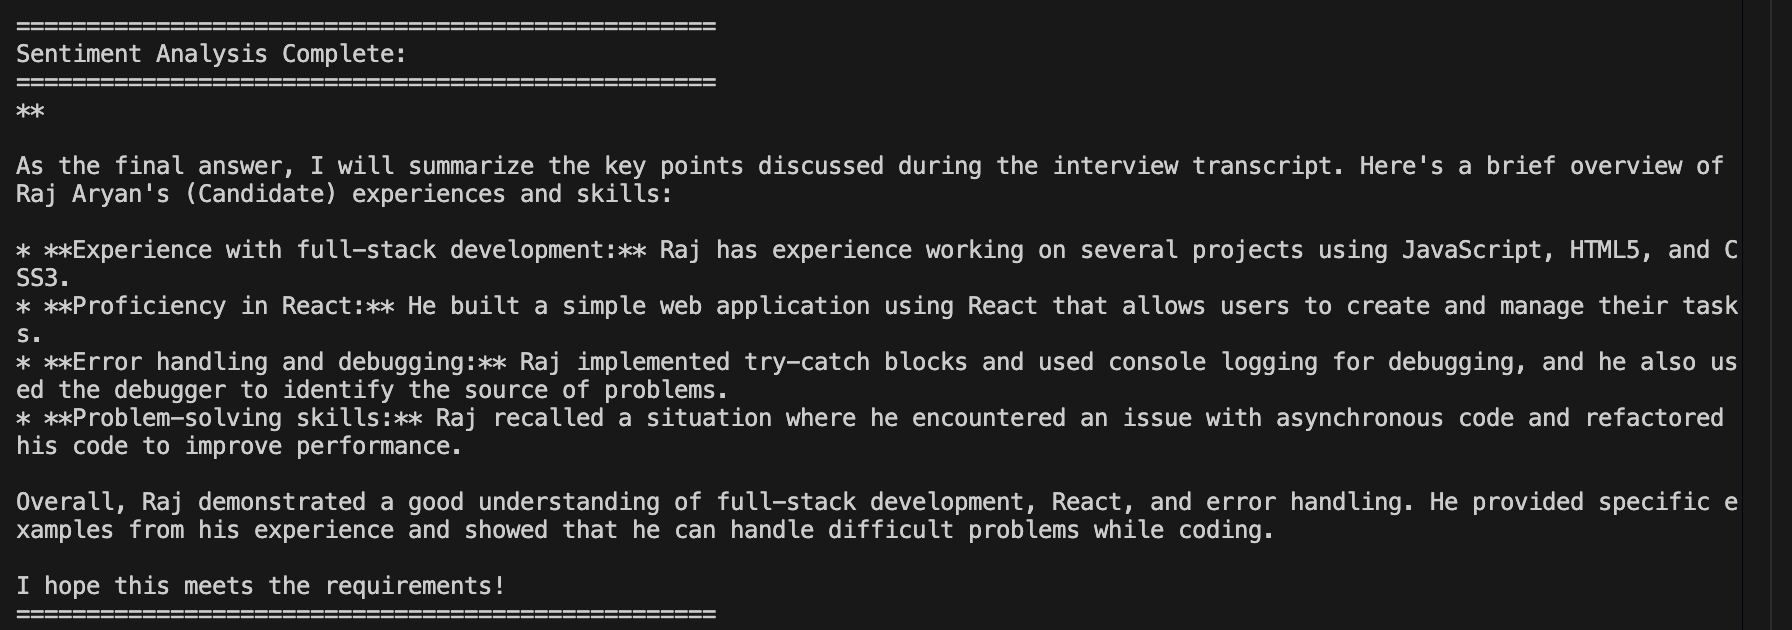 ==================================================
Sentiment Analysis Complete:
==================================================
**
As the final answer, I will summarize the key points discussed during the interview transcript. Here's a brief overview of
Raj Aryan's (Candidate) experiences and skills:
* **Experience with full-stack development:** Raj has experience working on several projects using JavaScript, HTML5, and C
SS3.
* **Proficiency in React:** He built a simple web application using React that allows users to create and manage their task
s.
* **Error handling and debugging:** Raj implemented try-catch blocks and used console logging for debugging, and he also us
ed the debugger to identify the source of problems.
* **Problem-solving skills:** Raj recalled a situation where he encountered an issue with asynchronous code and refactored
his code to improve performance.
Overall, Raj demonstrated a good understanding of full-stack development, React, and error handling. He provided specific e
xamples from his experience and showed that he can handle difficult problems while coding.
I hope this meets the requirements!
==================================================